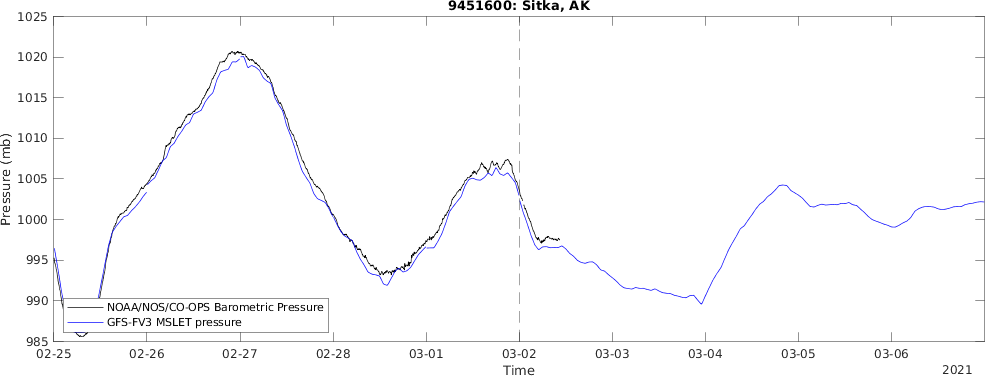 9451600: Sitka, AK
1025
1020
1015
1010
1005
1000
995
990
985
Pressure (mb)
NOAA/NOS/CO-OPS Barometric Pressure
GFS-FV3 MSLET pressure
02-25 02-26 02-27 02-28 03-01 03-02 03-03 03-04 03-05 03-06
Time
2021